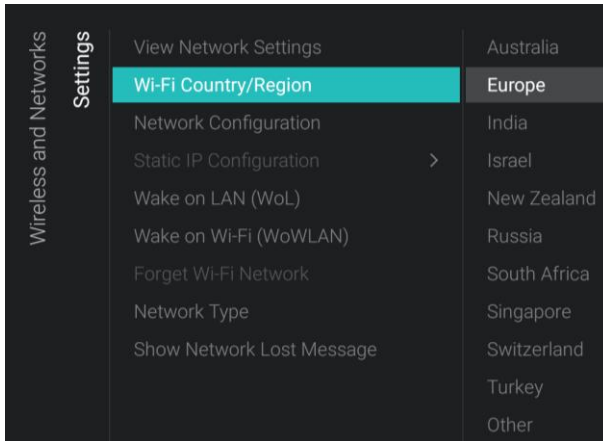 Wireless and Networks
Settings
View Network Settings
Wi-Fi Country/Region
Network Configuration
Static IP Configuration >
Wake on LAN (WoL)
Wake on Wi-Fi (WoWLAN)
Forget Wi-Fi Network
Network Type
Show Network Lost Message
Australia
Europe
India
Israel
New Zealand
Russia
South Africa
Singapore
Switzerland
Turkey
Other